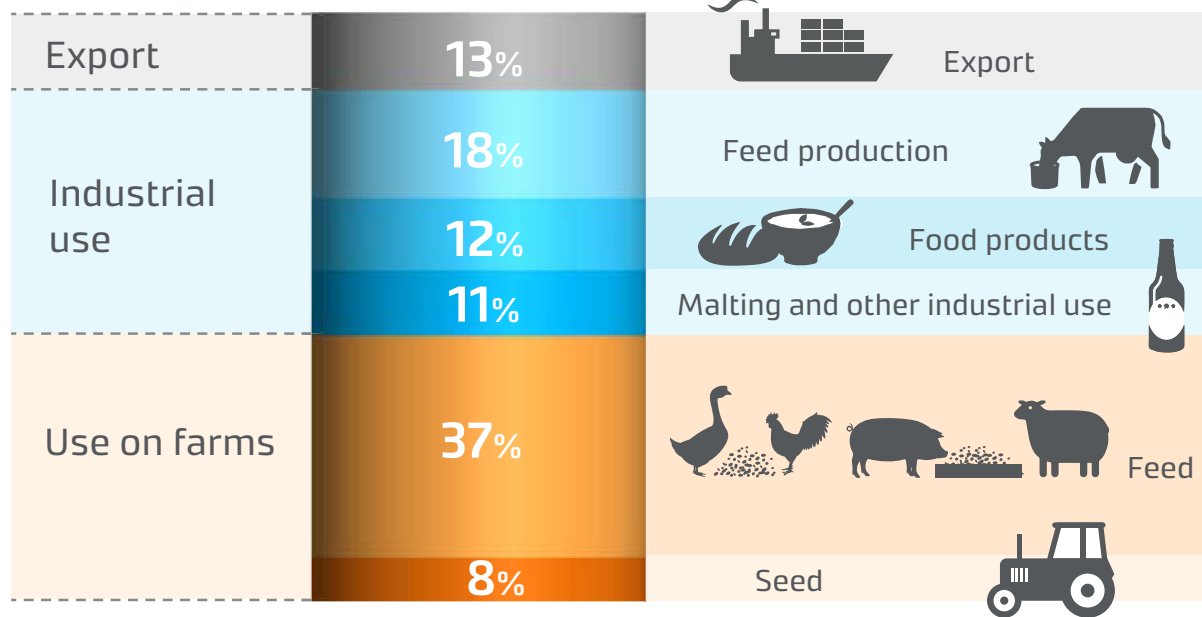 Export
13%
Export
Industrial
use
18%
Feed production
12%
Food products
11%
Malting and other industrial use
Use on farms
37%
Feed
8%
Seed